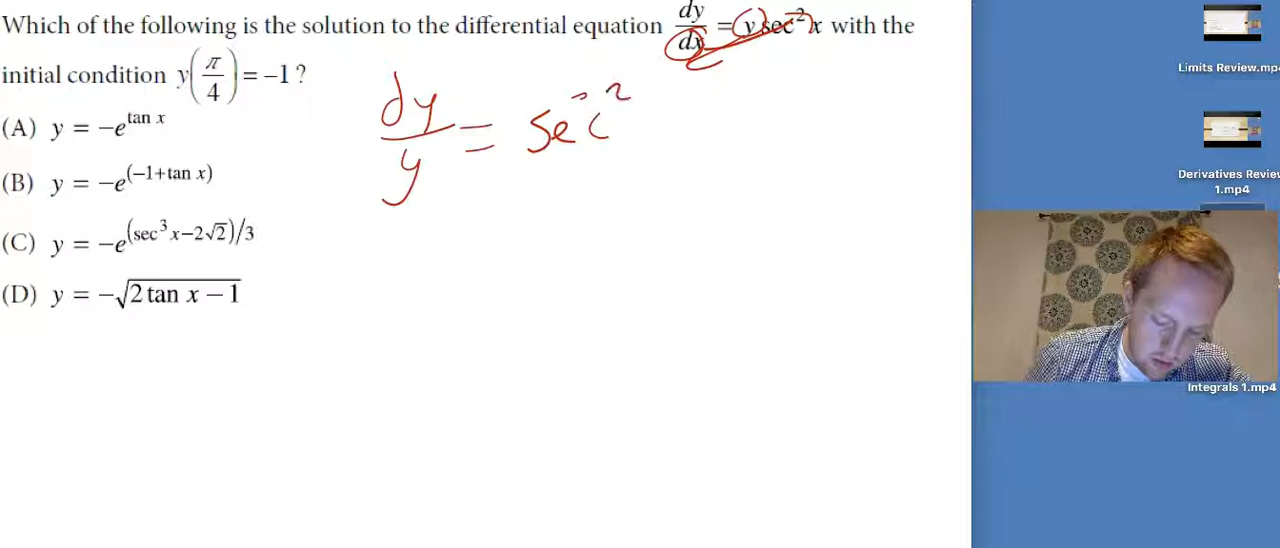 Which of the following is the solution to the differential equation dy/dx = y sec² x with the
initial condition y(π/4) = −1 ?
(A) y = −e^(tan x)
(B) y = −e^(−1+tan x)
(C) y = −e^((sec³ x−2√2)/3)
(D) y = −√(2 tan x − 1)
dy/y = sec²
Limits Review.mp4
Derivatives Review
1.mp4
Integrals 1.mp4